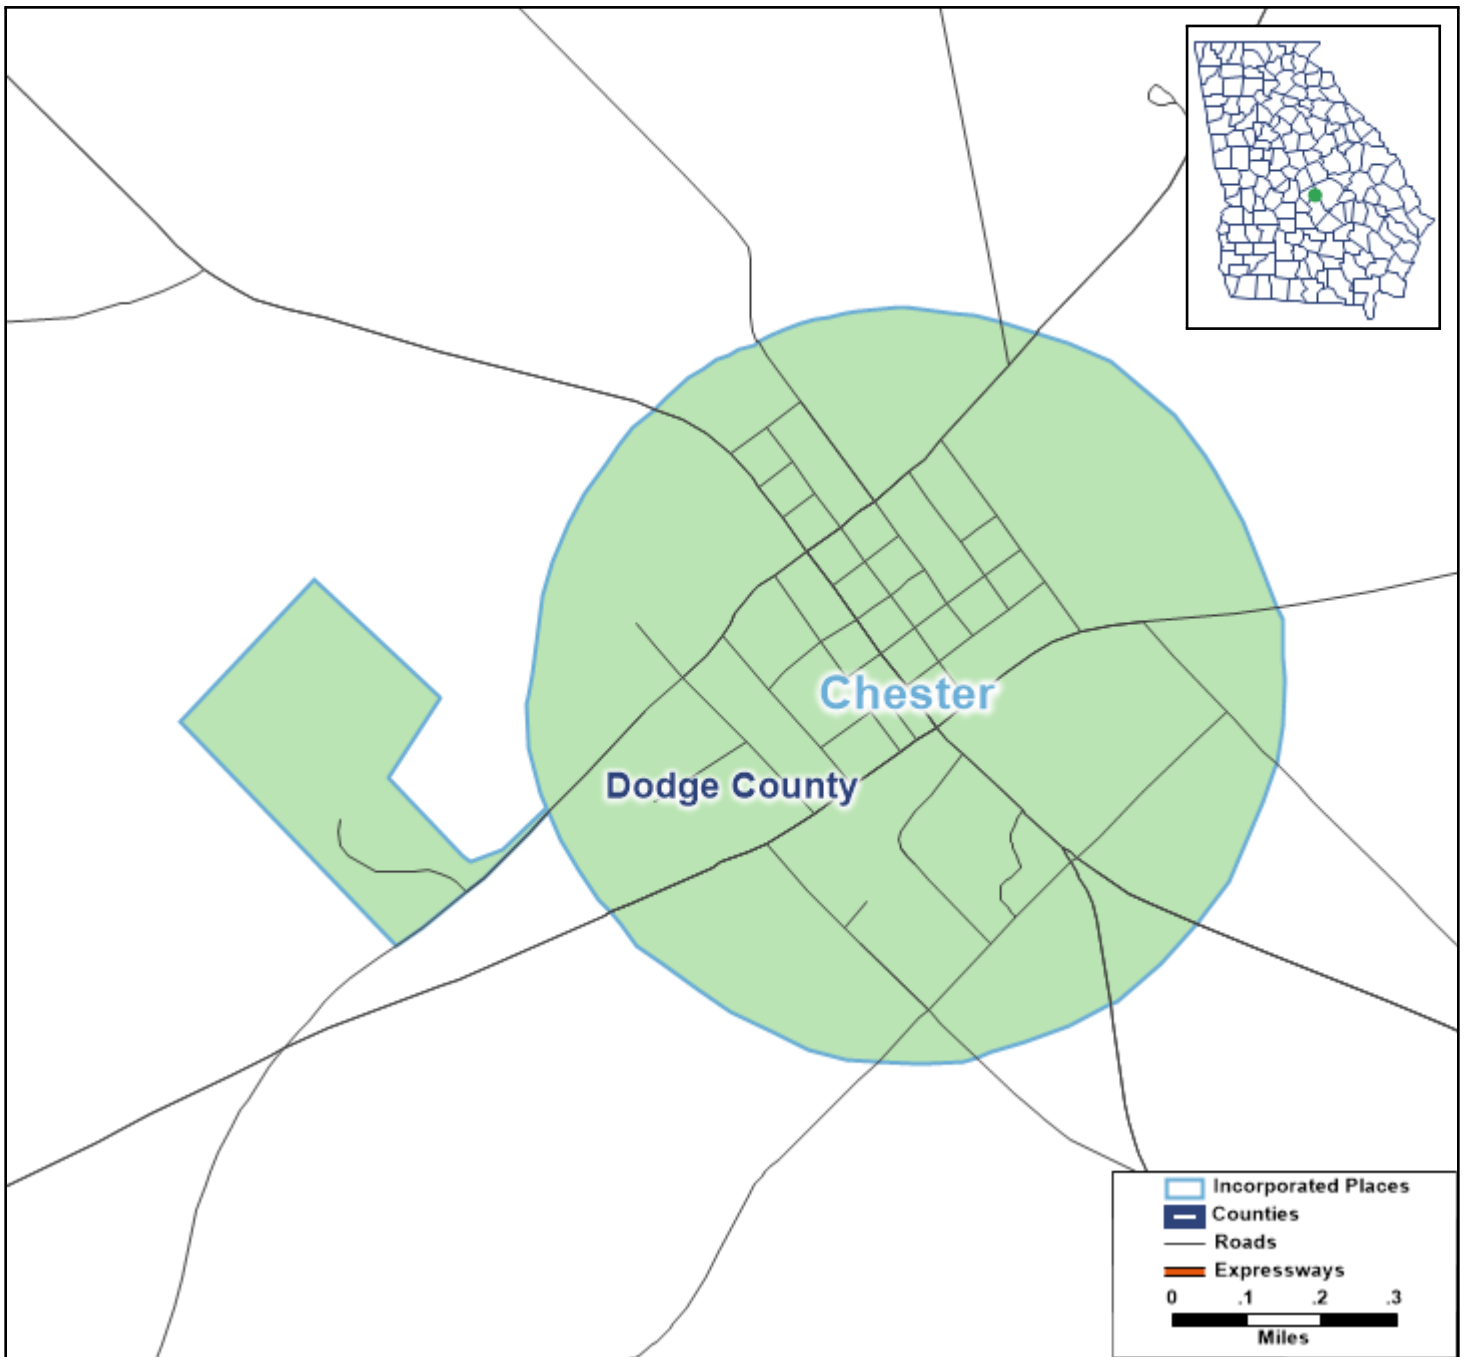 Chester
Dodge County
Incorporated Places
Counties
Roads
Expressways
0 .1 .2 .3
Miles